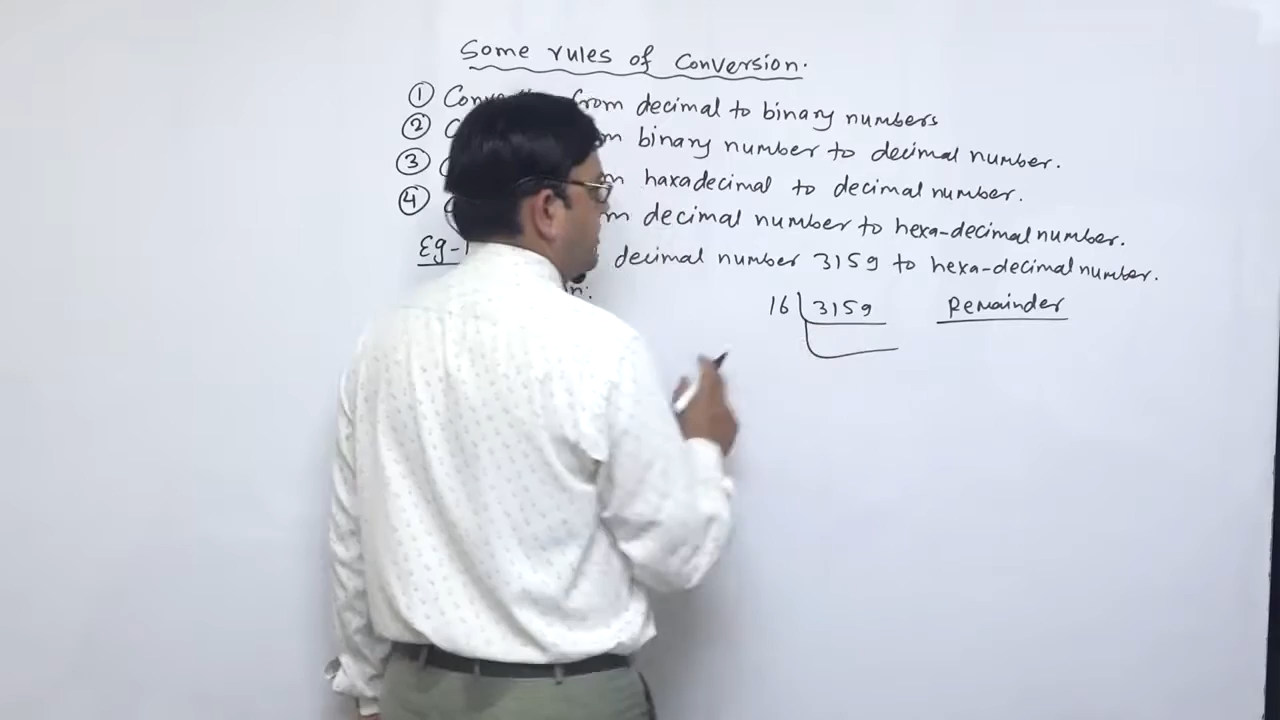 Some rules of Conversion.
① from decimal to binary numbers
② binary number to decimal number.
③ haxadecimal to decimal number.
④ decimal number to hexa-decimal number.
Eg-1 decimal number 3159 to hexa-decimal number.
16 3159 Remainder